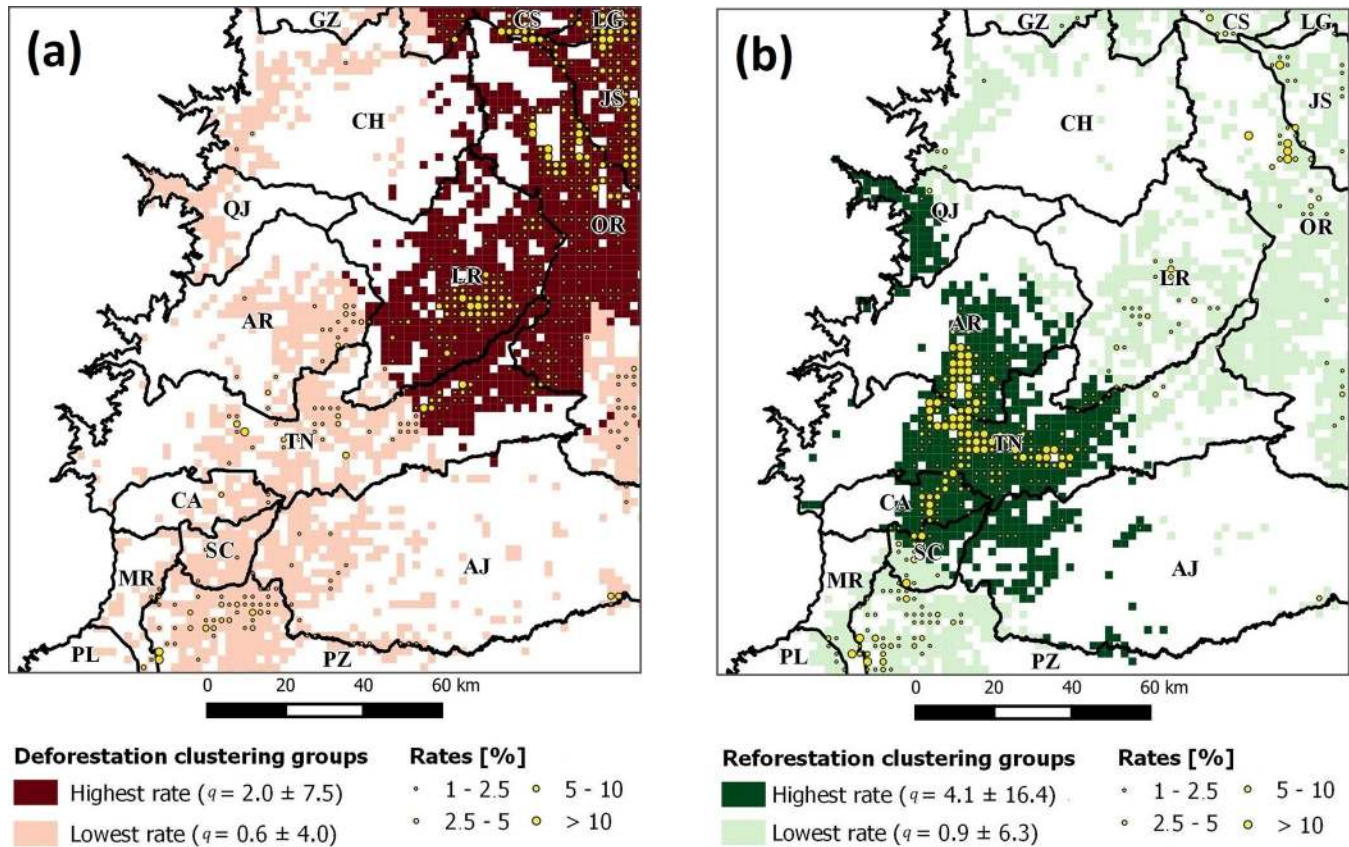 (a)
GZ
CS
LG
CH
JS
QJ
OR
LR
AR
TN
CA
SC
MR
AJ
PL
PZ
0 20 40 60 km
Deforestation clustering groups
Highest rate (q = 2.0 ± 7.5)
Lowest rate (q = 0.6 ± 4.0)
Rates [%]
1 - 2.5 5 - 10
2.5 - 5 > 10
(b)
GZ
CS
LG
CH
JS
QJ
OR
LR
AR
TN
CA
SC
MR
AJ
PL
PZ
0 20 40 60 km
Reforestation clustering groups
Highest rate (q = 4.1 ± 16.4)
Lowest rate (q = 0.9 ± 6.3)
Rates [%]
1 - 2.5 5 - 10
2.5 - 5 > 10